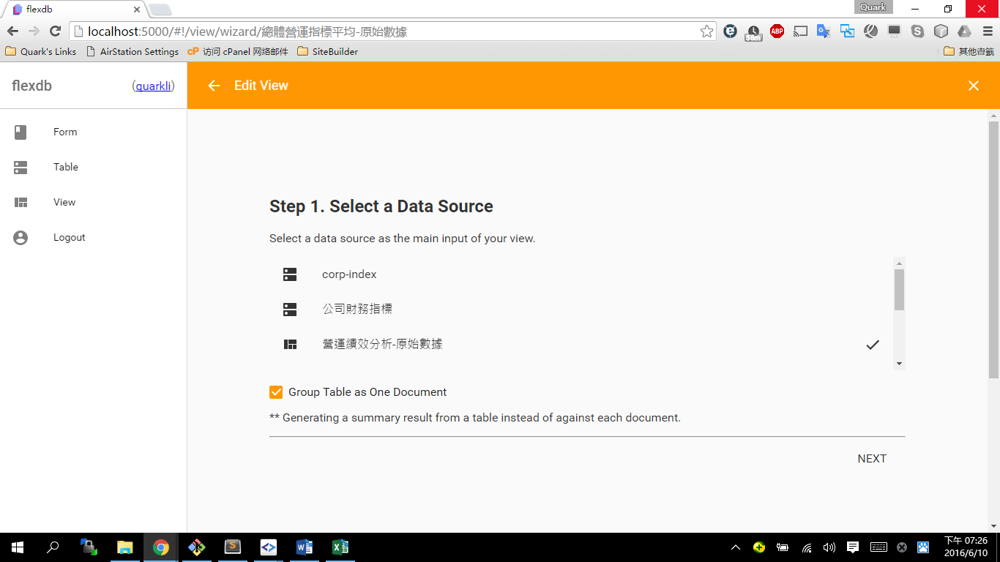 flexdb
Quark
localhost:5000/#!/view/wizard/總體營運指標平均-原始數據
ABP
58m
Quark's Links
AirStation Settings
cP 访问 cPanel 网络邮件
SiteBuilder
其他書籤
flexdb
(quarkli)
Edit View
Form
Table
View
Logout
Step 1. Select a Data Source
Select a data source as the main input of your view.
corp-index
公司財務指標
營運績效分析-原始數據
Group Table as One Document
** Generating a summary result from a table instead of against each document.
NEXT
下午 07:26
2016/6/10